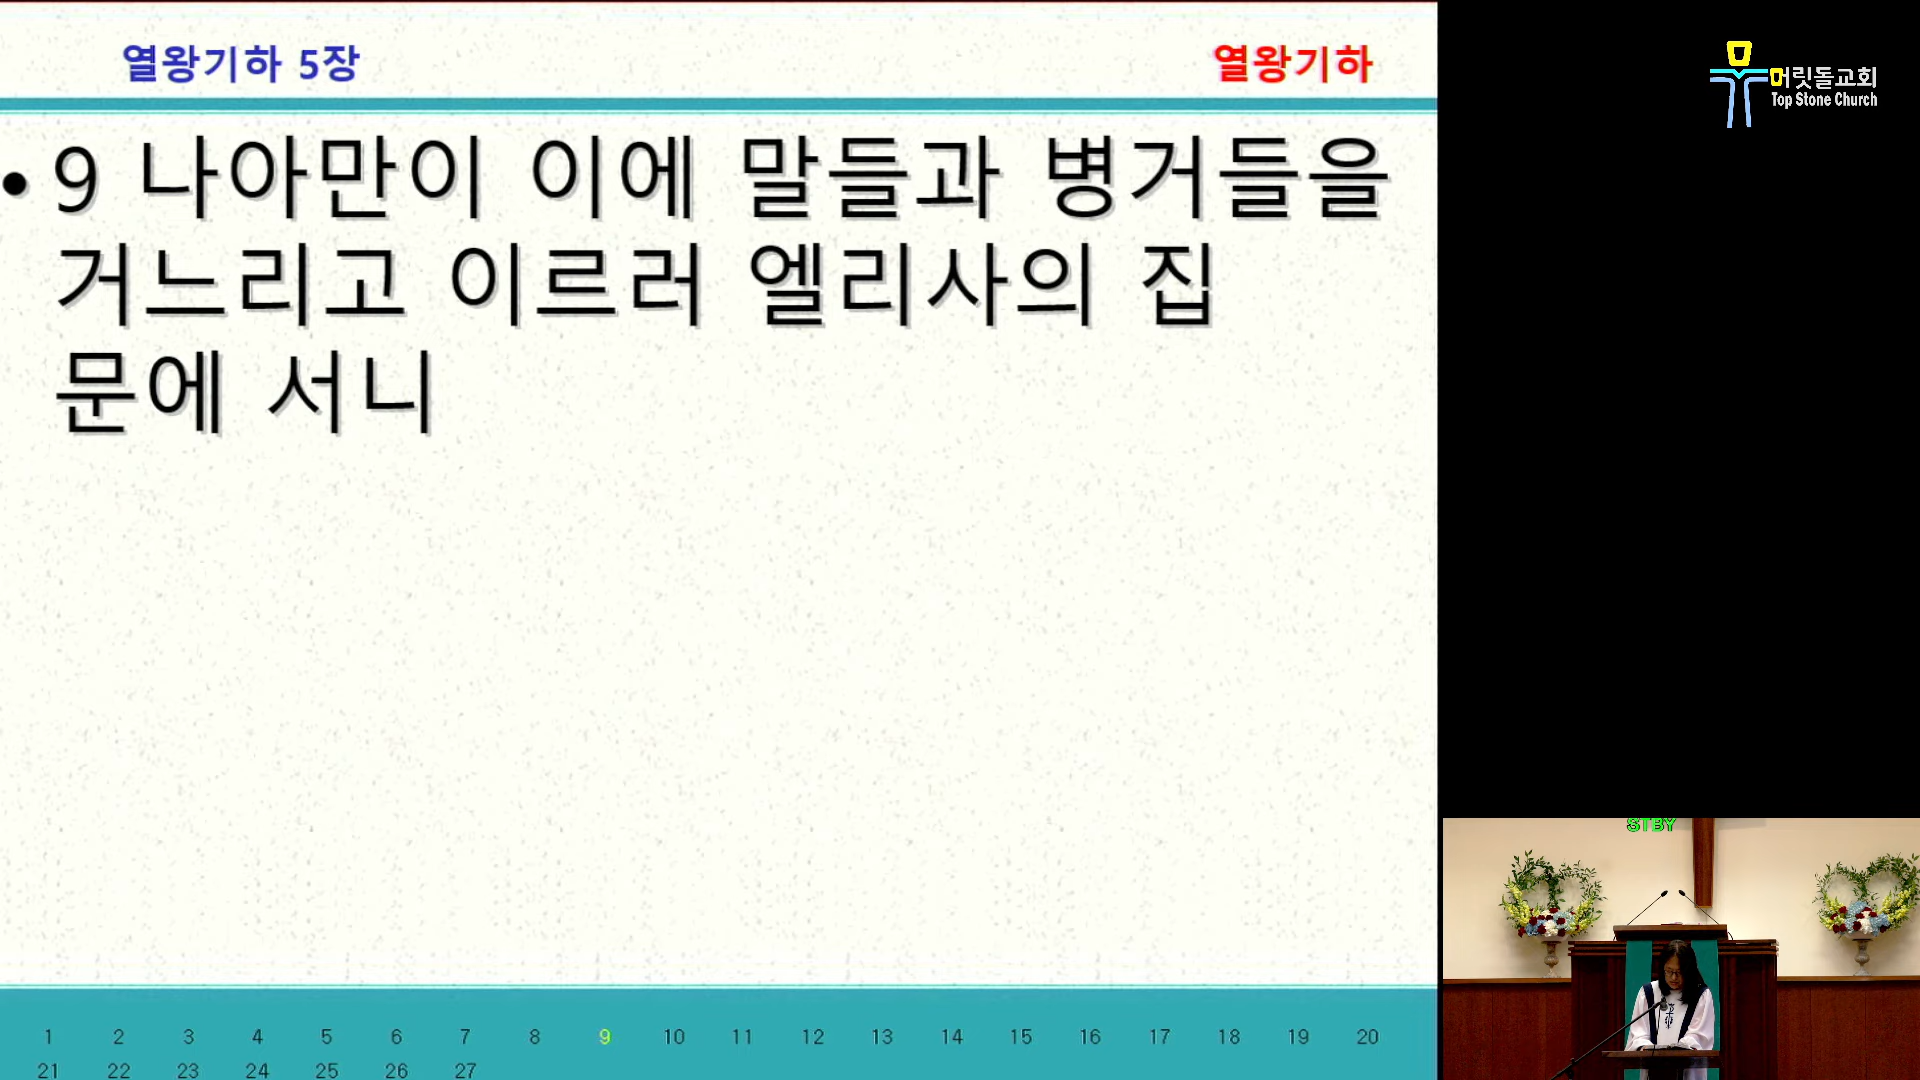 열왕기하 5장
열왕기하
• 9 나아만이 이에 말들과 병거들을
거느리고 이르러 엘리사의 집
문에 서니
머릿돌교회
Top Stone Church
STBY
1 2 3 4 5 6 7 8 9 10 11 12 13 14 15 16 17 18 19 20
21 22 23 24 25 26 27